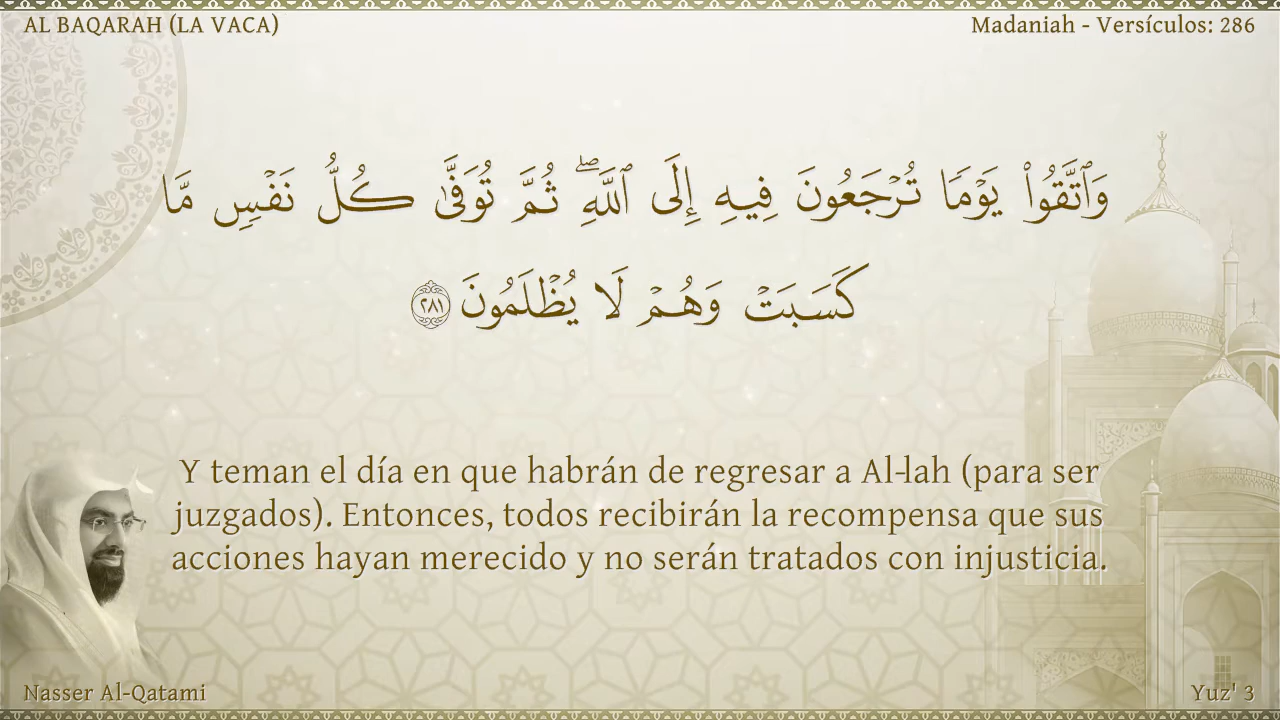 AL BAQARAH (LA VACA)
Madaniah - Versículos: 286
وَٱتَّقُوا۟ يَوْمًا تُرْجَعُونَ فِيهِ إِلَى ٱللَّهِ ۖ ثُمَّ تُوَفَّىٰ كُلُّ نَفْسٍ مَّا
كَسَبَتْ وَهُمْ لَا يُظْلَمُونَ ٢٨١
Y teman el día en que habrán de regresar a Al-lah (para ser
juzgados). Entonces, todos recibirán la recompensa que sus
acciones hayan merecido y no serán tratados con injusticia.
Nasser Al-Qatami
Yuz' 3